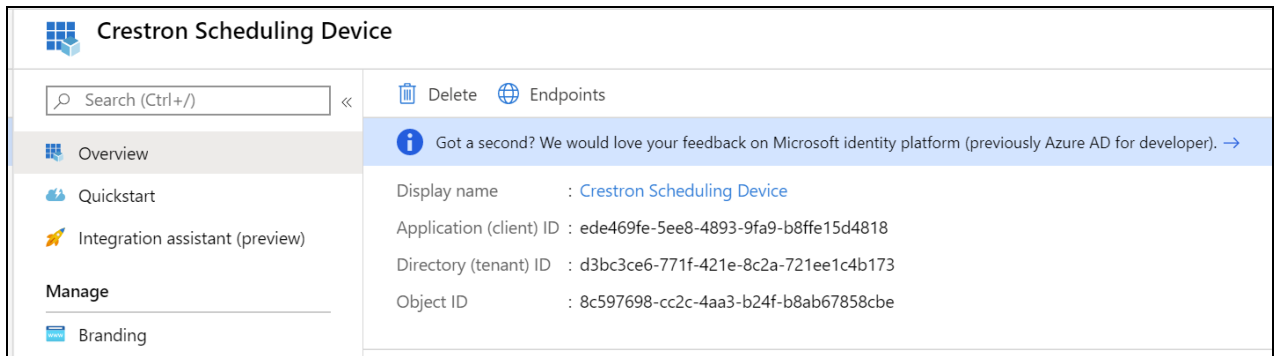 Crestron Scheduling Device
Search (Ctrl+/)
«
Overview
Quickstart
Integration assistant (preview)
Manage
Branding
Delete
Endpoints
Got a second? We would love your feedback on Microsoft identity platform (previously Azure AD for developer). →
Display name : Crestron Scheduling Device
Application (client) ID : ede469fe-5ee8-4893-9fa9-b8ffe15d4818
Directory (tenant) ID : d3bc3ce6-771f-421e-8c2a-721ee1c4b173
Object ID : 8c597698-cc2c-4aa3-b24f-b8ab67858cbe